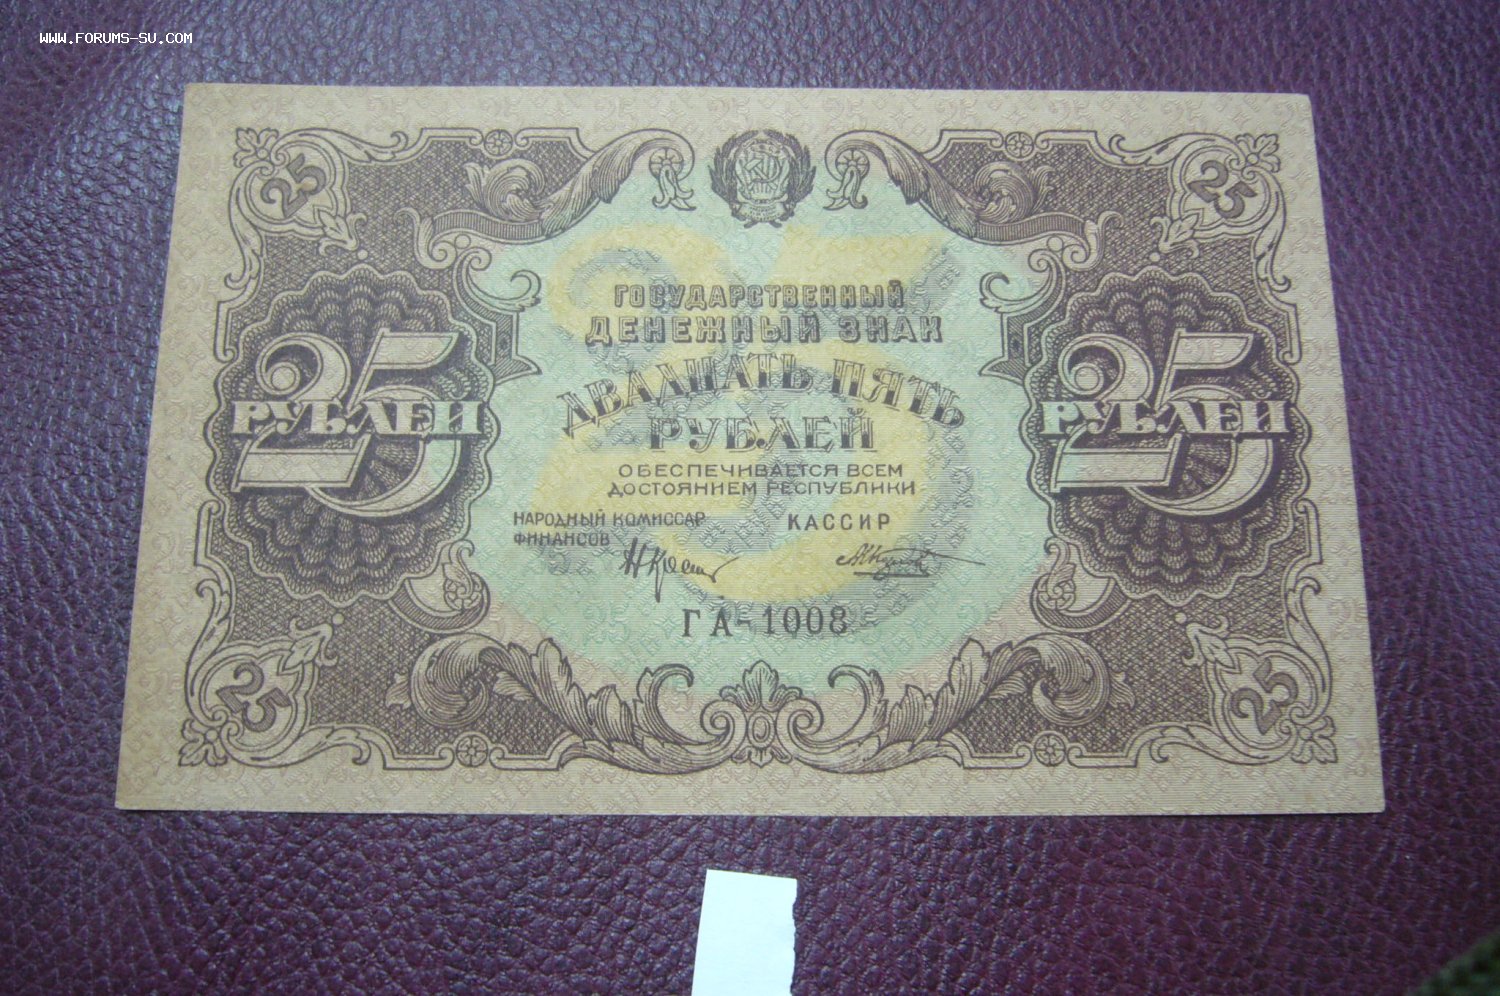 WWW.FORUMS-SU.COM
25
25
ГОСУДАРСТВЕННЫЙ
ДЕНЕЖНЫЙ ЗНАК
ДВАДЦАТЬ ПЯТЬ
РУБЛЕЙ
25
РУБЛЕЙ
25
РУБЛЕЙ
ОБЕСПЕЧИВАЕТСЯ ВСЕМ
ДОСТОЯНИЕМ РЕСПУБЛИКИ
НАРОДНЫЙ КОМИССАР
ФИНАНСОВ
КАССИР
ГА-1008
25
25